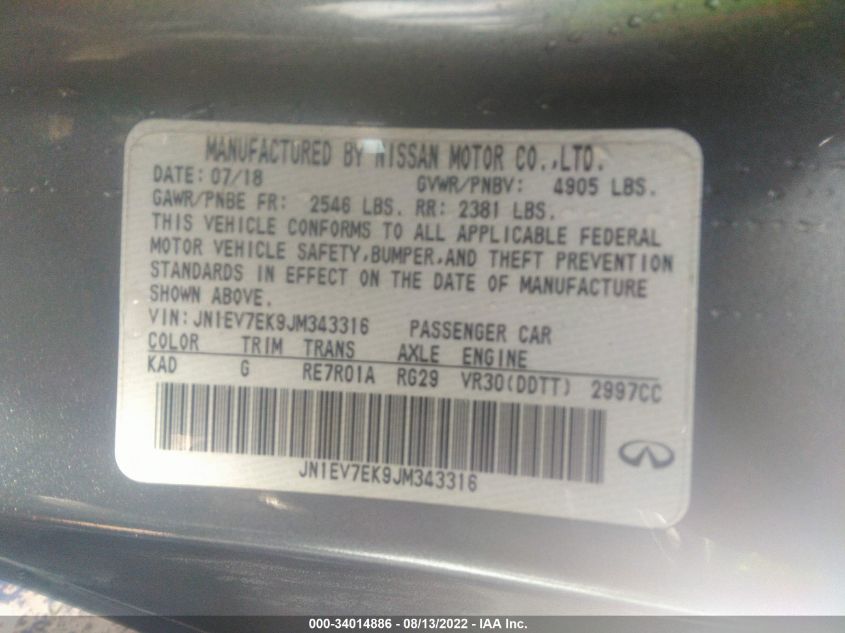 MANUFACTURED BY NISSAN MOTOR CO.,LTD.
DATE: 07/18 GVWR/PNBV: 4905 LBS.
GAWR/PNBE FR: 2546 LBS. RR: 2381 LBS.
THIS VEHICLE CONFORMS TO ALL APPLICABLE FEDERAL
MOTOR VEHICLE SAFETY,BUMPER,AND THEFT PREVENTION
STANDARDS IN EFFECT ON THE DATE OF MANUFACTURE
SHOWN ABOVE.
VIN:JN1EV7EK9JM343316 PASSENGER CAR
COLOR TRIM TRANS AXLE ENGINE
KAD G RE7R01A RG29 VR30(DDTT) 2997CC
JN1EV7EK9JM343316
000-34014886 - 08/13/2022 - IAA Inc.